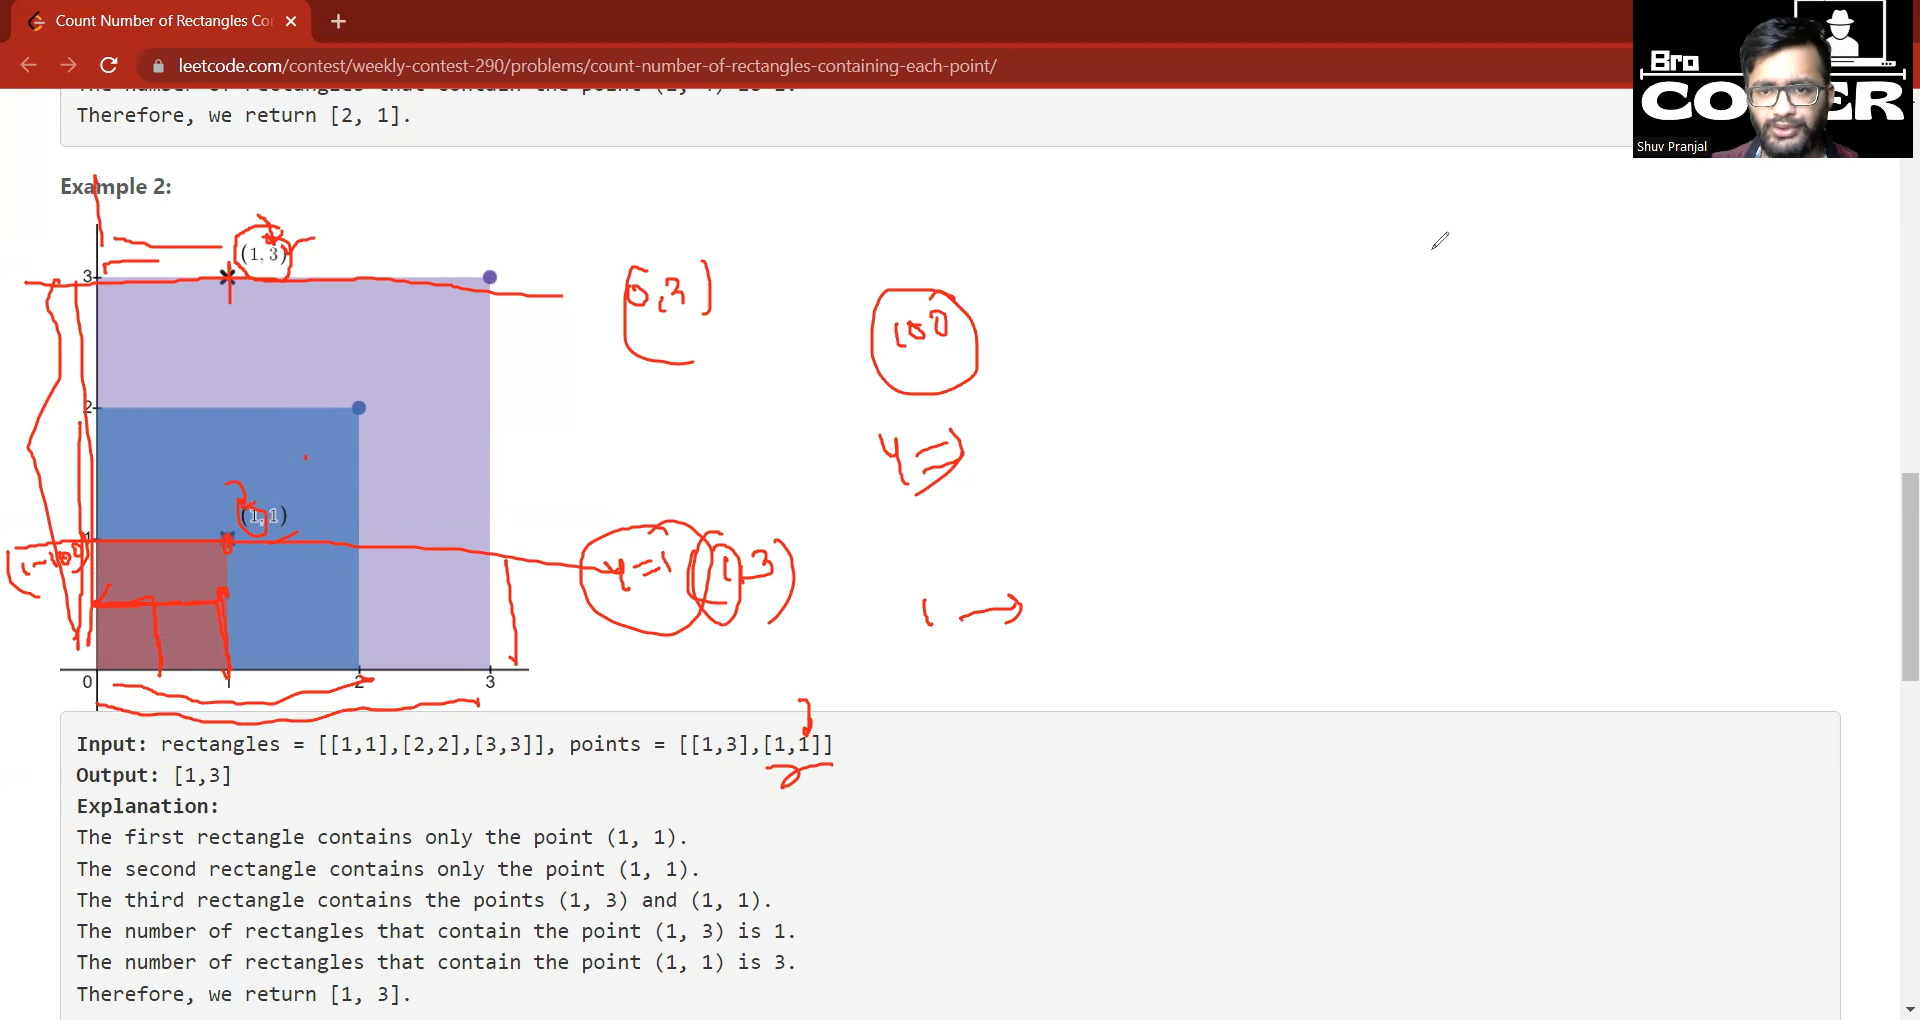 Count Number of Rectangles Co
leetcode.com/contest/weekly-contest-290/problems/count-number-of-rectangles-containing-each-point/
Bro
CODER
Shuv Pranjal
Therefore, we return [2, 1].
Example 2:
(1, 3)
3
2
(1, 1)
1
0
2
3
100
y =>
y = 1
1 →
Input: rectangles = [[1,1],[2,2],[3,3]], points = [[1,3],[1,1]]
Output: [1,3]
Explanation:
The first rectangle contains only the point (1, 1).
The second rectangle contains only the point (1, 1).
The third rectangle contains the points (1, 3) and (1, 1).
The number of rectangles that contain the point (1, 3) is 1.
The number of rectangles that contain the point (1, 1) is 3.
Therefore, we return [1, 3].